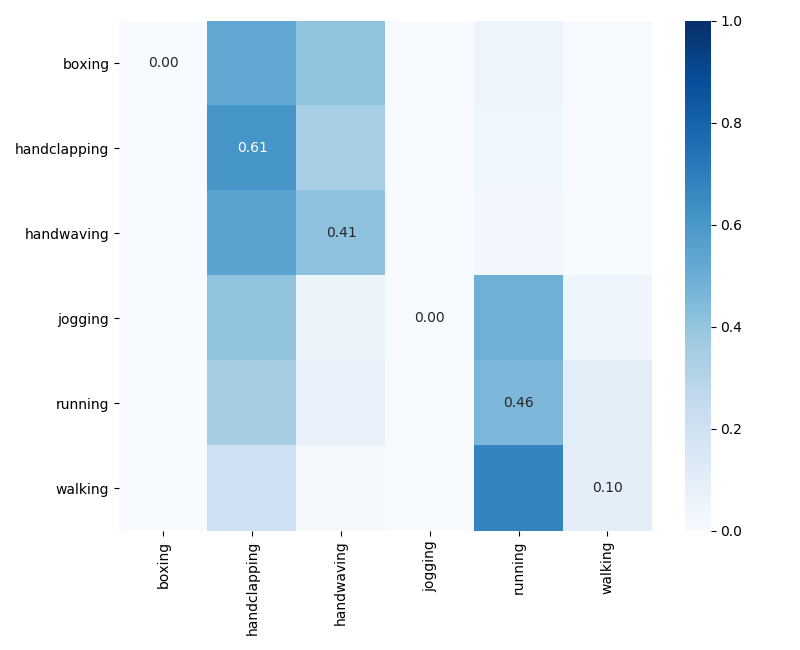 1.0
boxing 0.00
0.8
handclapping 0.61
0.6
handwaving 0.41
0.4
jogging 0.00
running 0.46
0.2
walking 0.10
0.0
boxing
handclapping
handwaving
jogging
running
walking